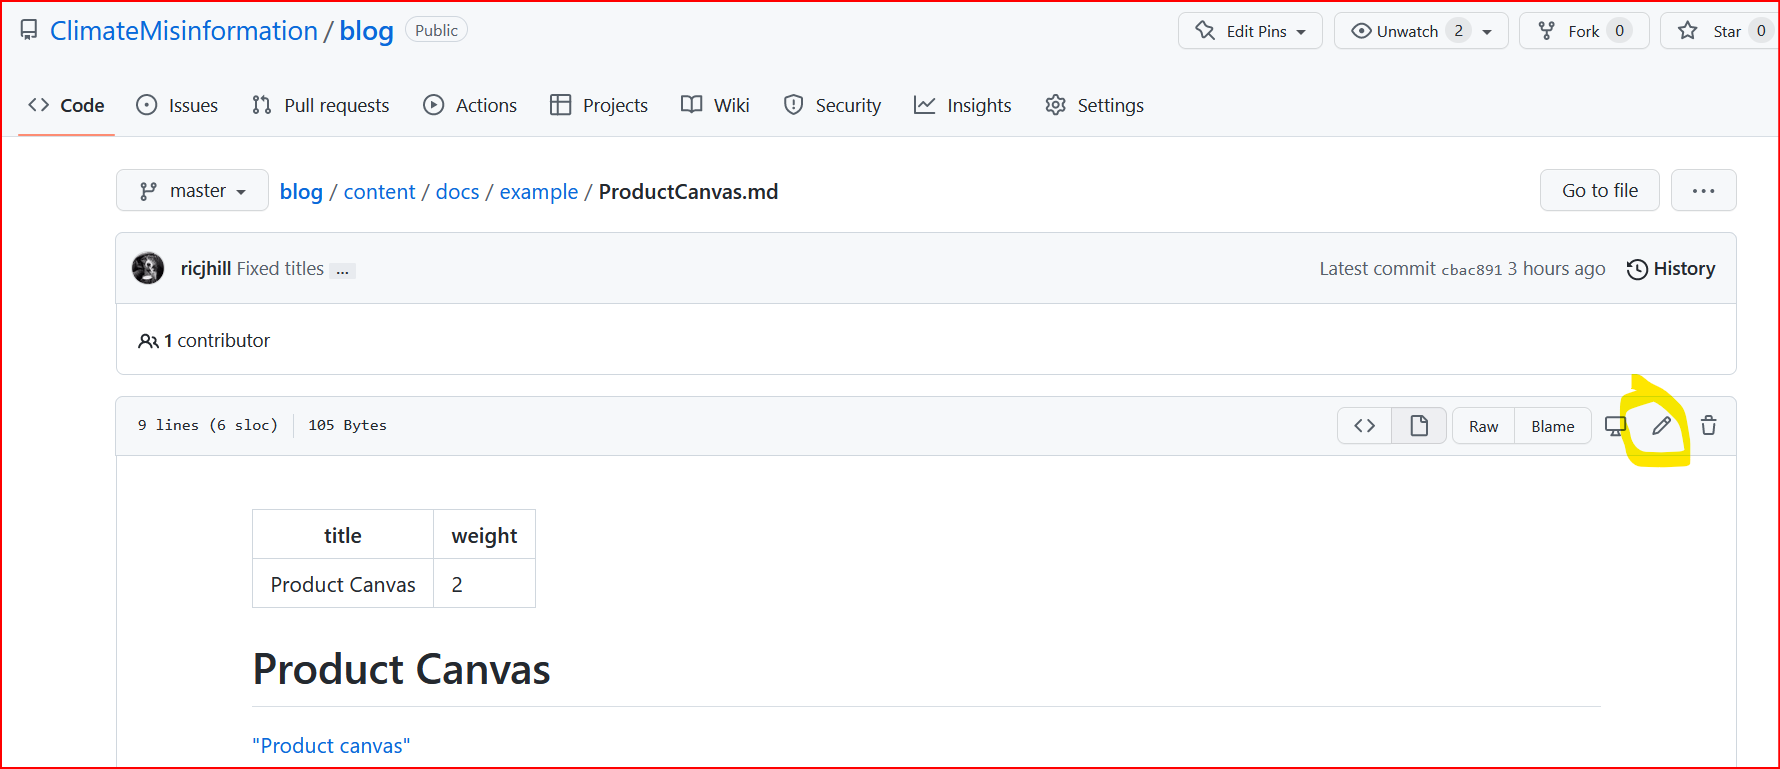 ClimateMisinformation / blog Public Edit Pins Unwatch 2 Fork 0 Star 0
Code Issues Pull requests Actions Projects Wiki Security Insights Settings
master blog / content / docs / example / ProductCanvas.md Go to file ...
ricjhill Fixed titles ... Latest commit cbac891 3 hours ago History
1 contributor
9 lines (6 sloc) 105 Bytes <> Raw Blame
title weight
Product Canvas 2
Product Canvas
"Product canvas"